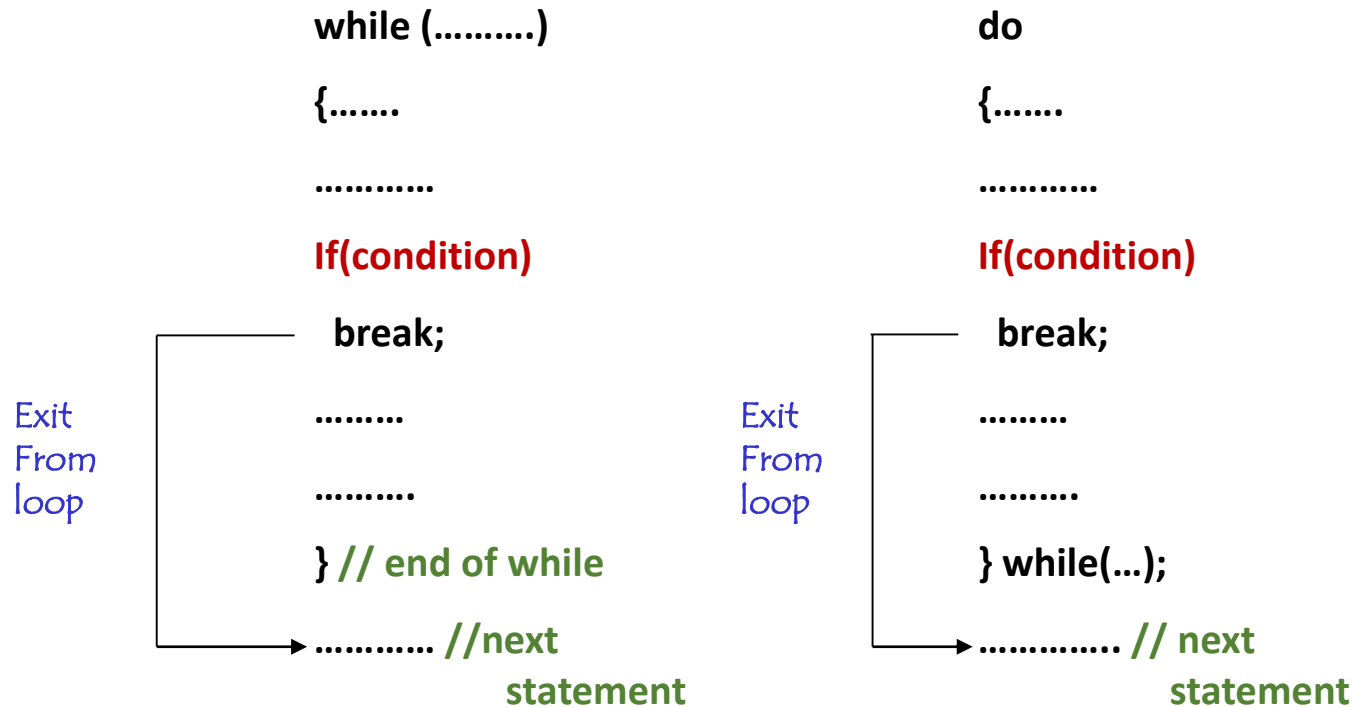 while (……….)
{…….
…………
If(condition)
break;
Exit
From
loop
………
……….
} // end of while
………… //next
statement
do
{…….
…………
If(condition)
break;
Exit
From
loop
………
……….
} while(…);
………….. // next
statement